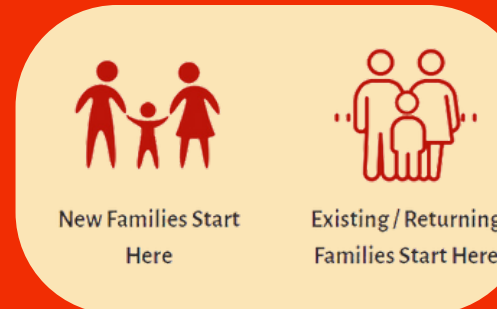 New Families Start
Here
Existing / Returning
Families Start Here